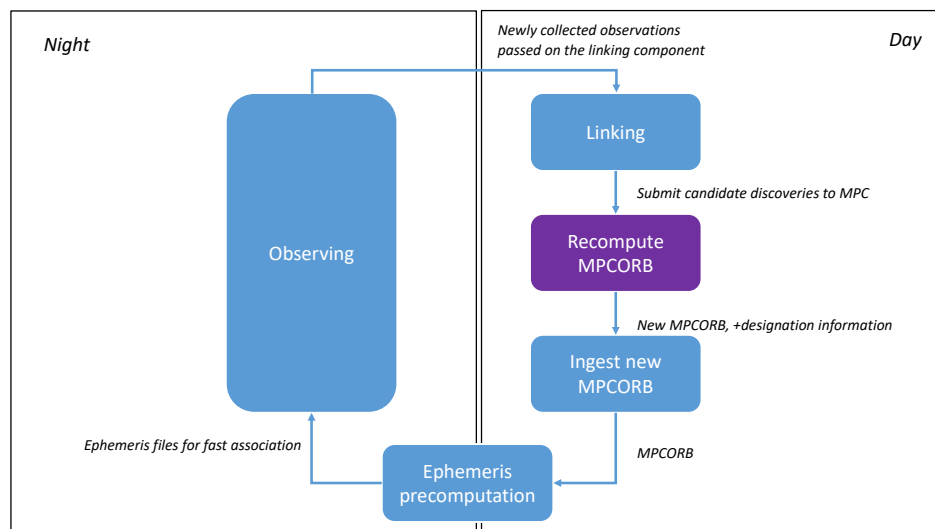 Night
Newly collected observations
passed on the linking component
Day
Linking
Submit candidate discoveries to MPC
Recompute
MPCORB
Observing
New MPCORB, +designation information
Ingest new
MPCORB
Ephemeris files for fast association
MPCORB
Ephemeris
precomputation